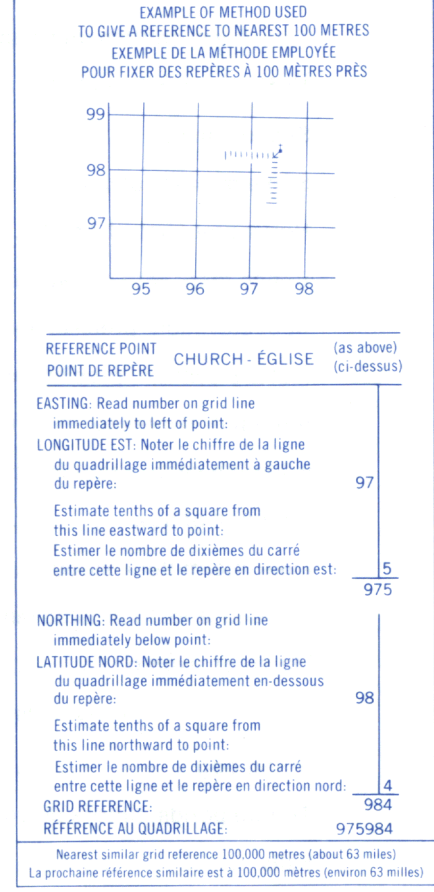 EXAMPLE OF METHOD USED
TO GIVE A REFERENCE TO NEAREST 100 METRES
EXEMPLE DE LA MÉTHODE EMPLOYÉE
POUR FIXER DES REPÈRES À 100 MÈTRES PRÈS
99
98
97
95 96 97 98
REFERENCE POINT
POINT DE REPÈRE
CHURCH - ÉGLISE
(as above)
(ci-dessus)
EASTING: Read number on grid line
immediately to left of point:
LONGITUDE EST: Noter le chiffre de la ligne
du quadrillage immédiatement à gauche
du repère: 97
Estimate tenths of a square from
this line eastward to point:
Estimer le nombre de dixièmes du carré
entre cette ligne et le repère en direction est: 5
975
NORTHING: Read number on grid line
immediately below point:
LATITUDE NORD: Noter le chiffre de la ligne
du quadrillage immédiatement en-dessous
du repère: 98
Estimate tenths of a square from
this line northward to point:
Estimer le nombre de dixièmes du carré
entre cette ligne et le repère en direction nord: 4
GRID REFERENCE: 984
RÉFÉRENCE AU QUADRILLAGE: 975984
Nearest similar grid reference 100,000 metres (about 63 miles)
La prochaine référence similaire est à 100,000 mètres (environ 63 milles)